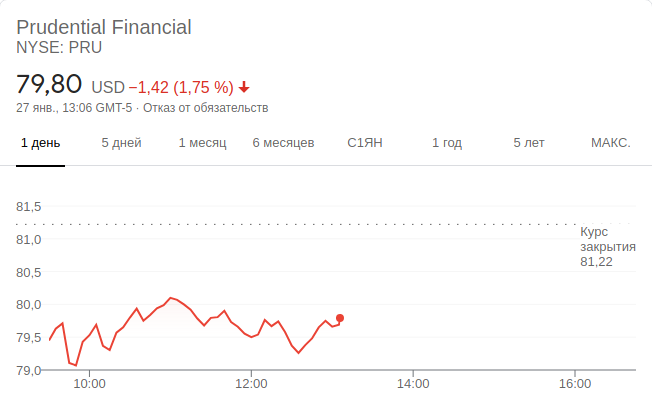 Prudential Financial
NYSE: PRU
79,80 USD −1,42 (1,75 %)
27 янв., 13:06 GMT-5 · Отказ от обязательств
1 день 5 дней 1 месяц 6 месяцев С1ЯН 1 год 5 лет МАКС.
81,5
81,0
80,5
80,0
79,5
79,0
Курс
закрытия
81,22
10:00 12:00 14:00 16:00